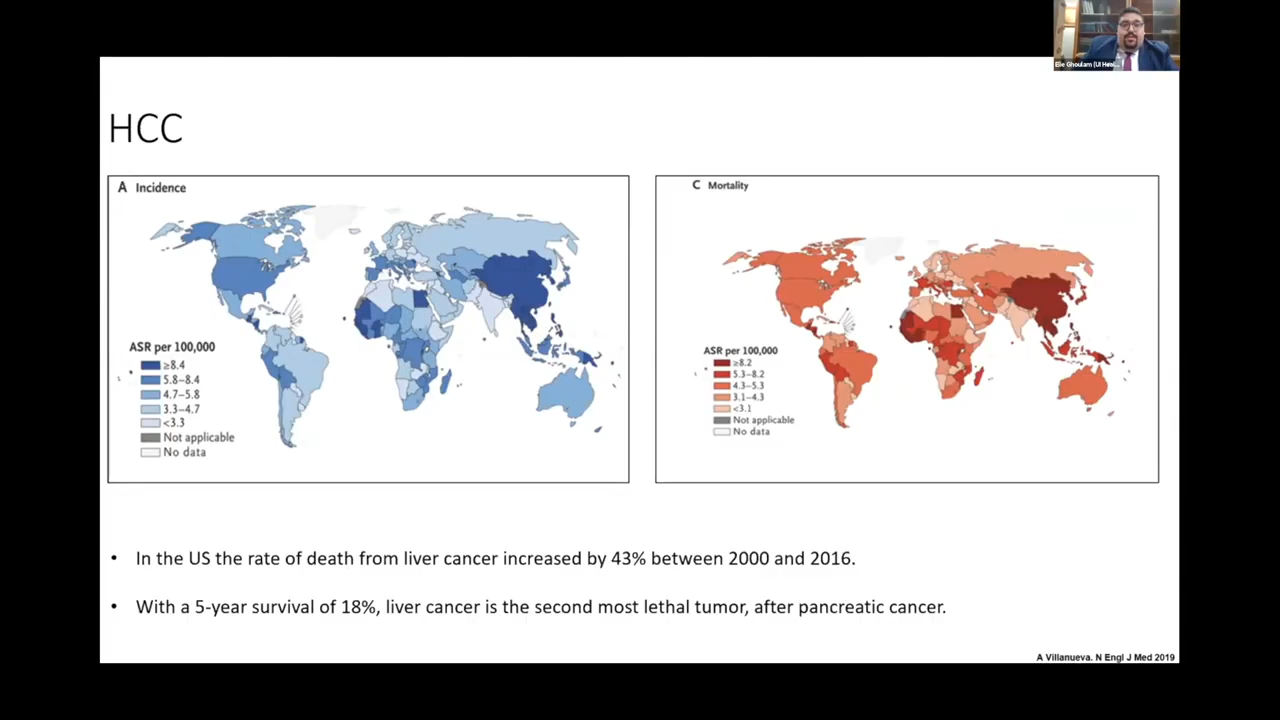 Elie Ghoulam (UI Heal...
HCC
A Incidence
ASR per 100,000
≥8.4
5.8–8.4
4.7–5.8
3.3–4.7
<3.3
Not applicable
No data
C Mortality
ASR per 100,000
≥8.2
5.3–8.2
4.3–5.3
3.1–4.3
<3.1
Not applicable
No data
• In the US the rate of death from liver cancer increased by 43% between 2000 and 2016.
• With a 5-year survival of 18%, liver cancer is the second most lethal tumor, after pancreatic cancer.
A Villanueva. N Engl J Med 2019